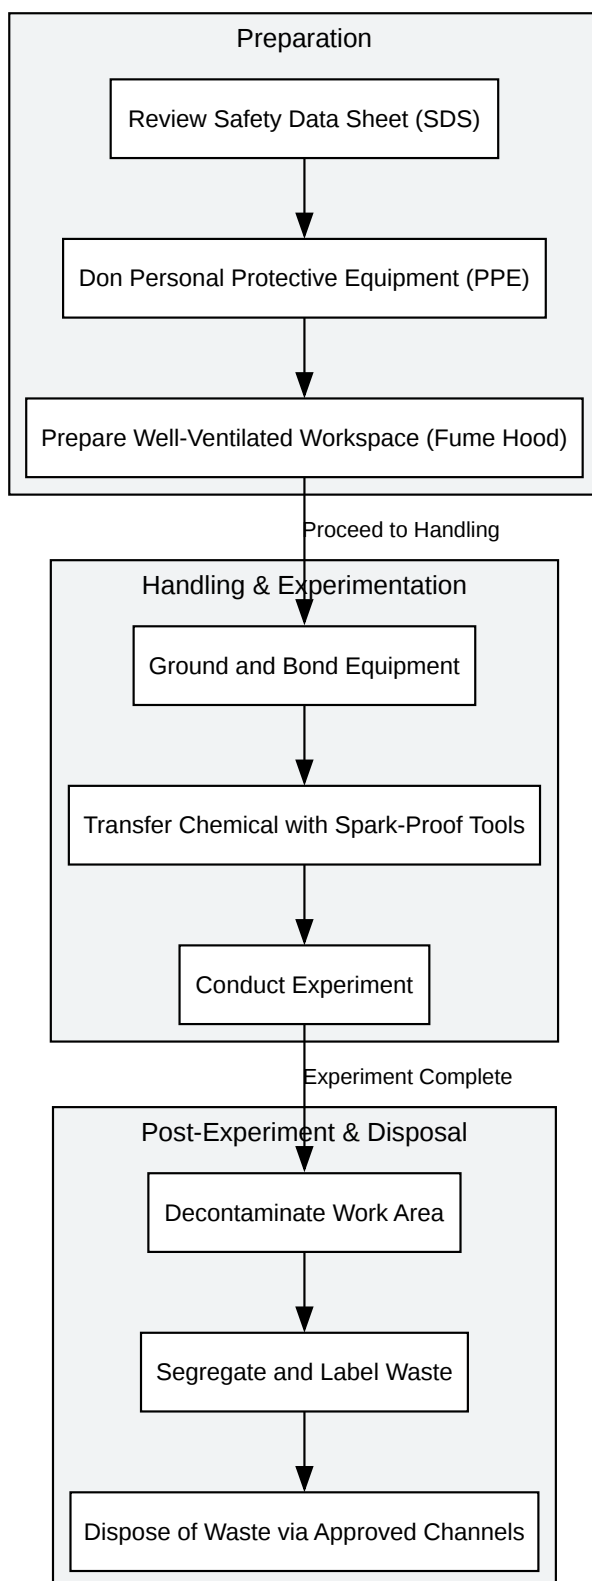 Preparation
Review Safety Data Sheet (SDS)
Don Personal Protective Equipment (PPE)
Prepare Well-Ventilated Workspace (Fume Hood)
Proceed to Handling
Handling & Experimentation
Ground and Bond Equipment
Transfer Chemical with Spark-Proof Tools
Conduct Experiment
Experiment Complete
Post-Experiment & Disposal
Decontaminate Work Area
Segregate and Label Waste
Dispose of Waste via Approved Channels